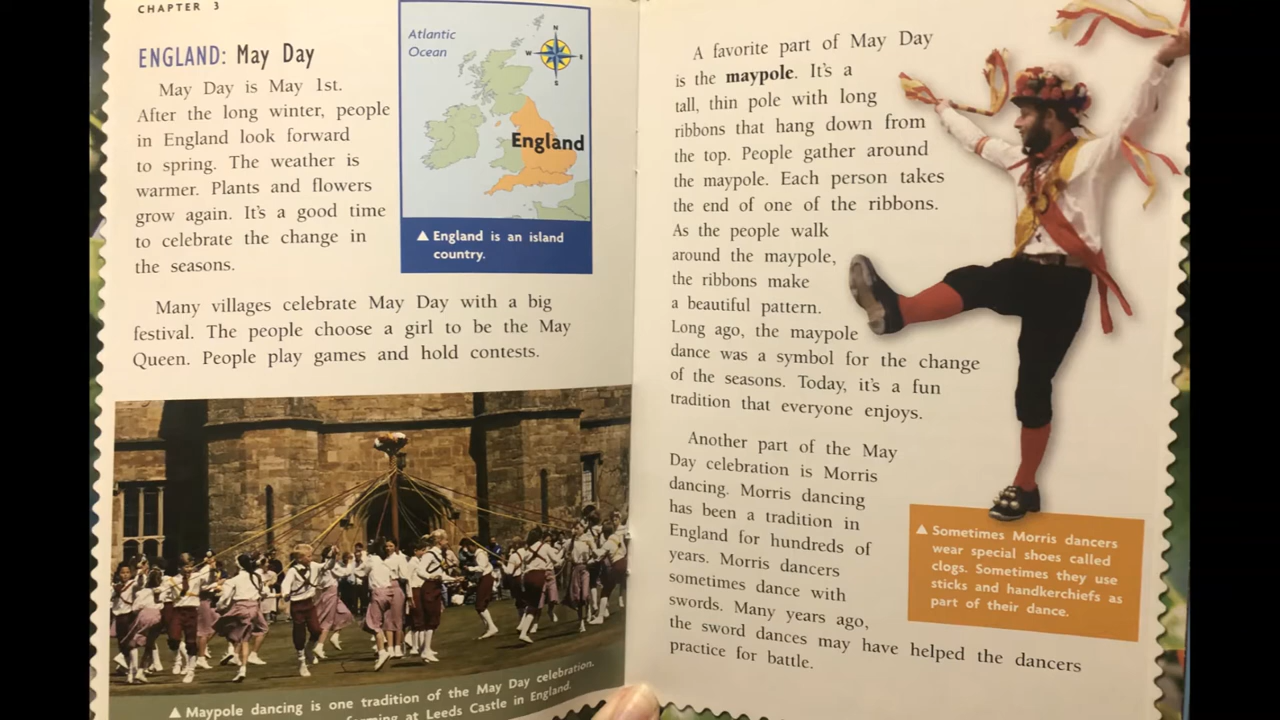 CHAPTER 3
ENGLAND: May Day
May Day is May 1st.
After the long winter, people
in England look forward
to spring. The weather is
warmer. Plants and flowers
grow again. It's a good time
to celebrate the change in
the seasons.
Many villages celebrate May Day with a big
festival. The people choose a girl to be the May
Queen. People play games and hold contests.
Atlantic
Ocean
N
W
E
S
England
▲ England is an island
country.
▲ Maypole dancing is one tradition of the May Day celebration.
at Leeds Castle in England.
A favorite part of May Day
is the maypole. It's a
tall, thin pole with long
ribbons that hang down from
the top. People gather around
the maypole. Each person takes
the end of one of the ribbons.
As the people walk
around the maypole,
the ribbons make
a beautiful pattern.
Long ago, the maypole
dance was a symbol for the change
of the seasons. Today, it's a fun
tradition that everyone enjoys.
Another part of the May
Day celebration is Morris
dancing. Morris dancing
has been a tradition in
England for hundreds of
years. Morris dancers
sometimes dance with
swords. Many years ago,
the sword dances may have helped the dancers
practice for battle.
▲ Sometimes Morris dancers
wear special shoes called
clogs. Sometimes they use
sticks and handkerchiefs as
part of their dance.